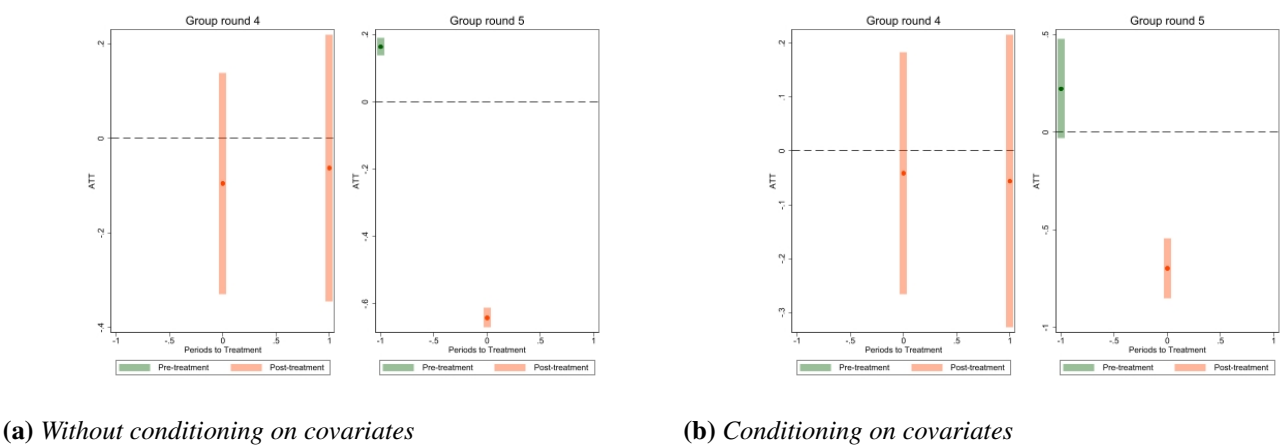 Group round 4
Group round 5
Group round 4
Group round 5
.2
0
-.2
-.4
ATT
-1
-.5
0
.5
1
.2
0
-.2
-.4
-.6
ATT
-1
-.5
0
.5
1
Periods to Treatment
Pre-treatment
Post-treatment
Pre-treatment
Post-treatment
.2
.1
0
-.1
-.2
-.3
ATT
-1
-.5
0
.5
1
.5
0
-.5
-1
ATT
-1
-.5
0
.5
1
Periods to Treatment
Periods to Treatment
Periods to Treatment
Pre-treatment
Post-treatment
Pre-treatment
Post-treatment
(a) Without conditioning on covariates
(b) Conditioning on covariates